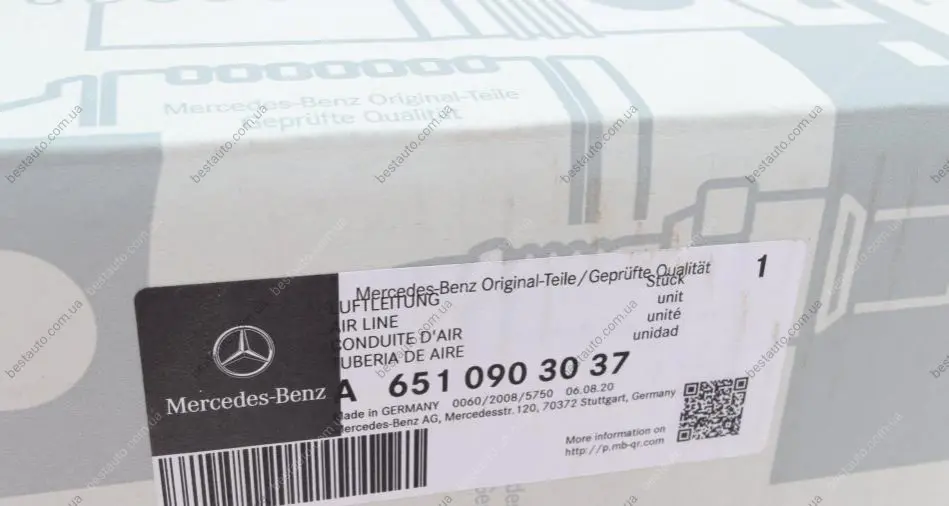 Mercedes-Benz Original-Teile
Geprüfte Qualität
Mercedes-Benz Original-Teile/Geprüfte Qualität
1
LUFTLEITUNG
Stück
AIR LINE
unit
CONDUITE D'AIR
unité
TUBERIA DE AIRE
unidad
A 651 090 30 37
Mercedes-Benz
Made in GERMANY 0060/2008/5750 06.08.20
Mercedes-Benz AG, Mercedesstr. 120, 70372 Stuttgart, Germany
More information on
http://p.mb-qr.com
bestauto.com.ua